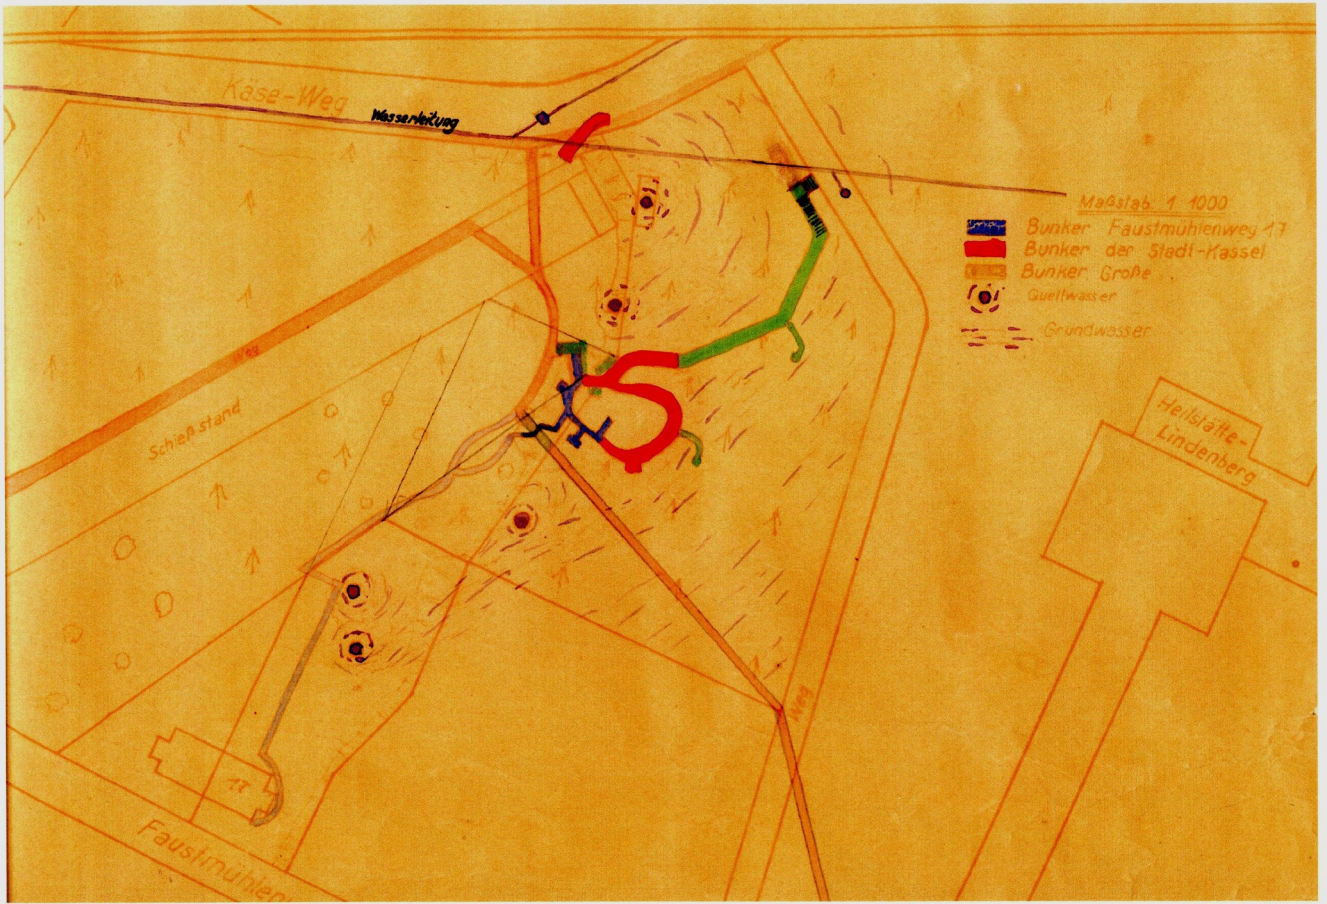 Käse-Weg
Wasserleitung
Maßstab 1 1000
Bunker Faustmühlenweg 17
Bunker der Stadt-Kassel
Bunker Große
Quellwasser
Grundwasser
Weg
Schießstand
Heilstätte-
Lindenberg
Weg
17
Faustmühlen